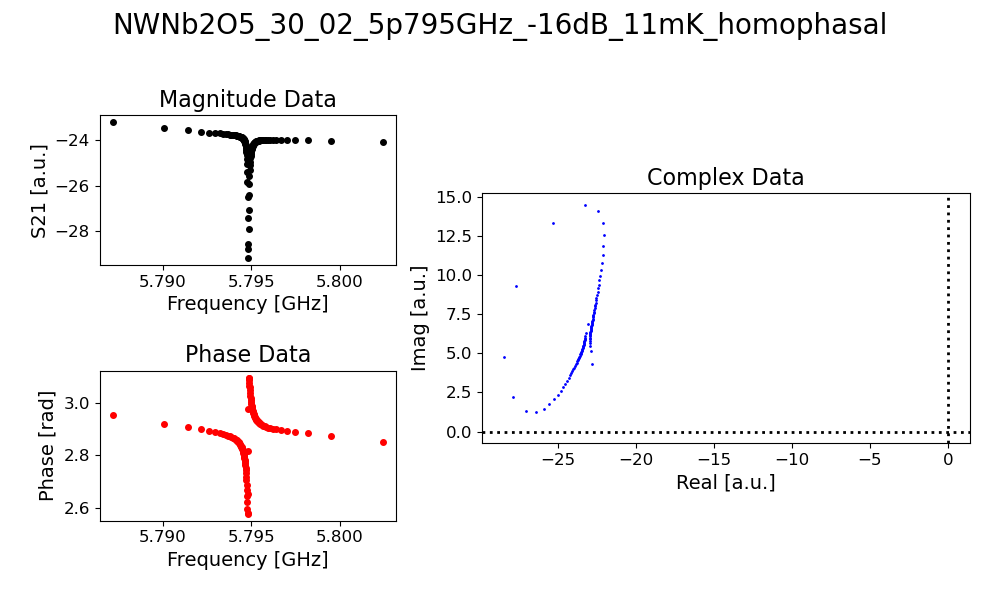 NWNb2O5_30_02_5p795GHz_-16dB_11mK_homophasal
Magnitude Data
S21 [a.u.]
−24
−26
−28
5.790 5.795 5.800
Frequency [GHz]
Phase Data
Phase [rad]
3.0
2.8
2.6
5.790 5.795 5.800
Frequency [GHz]
Complex Data
Imag [a.u.]
15.0
12.5
10.0
7.5
5.0
2.5
0.0
−25 −20 −15 −10 −5 0
Real [a.u.]